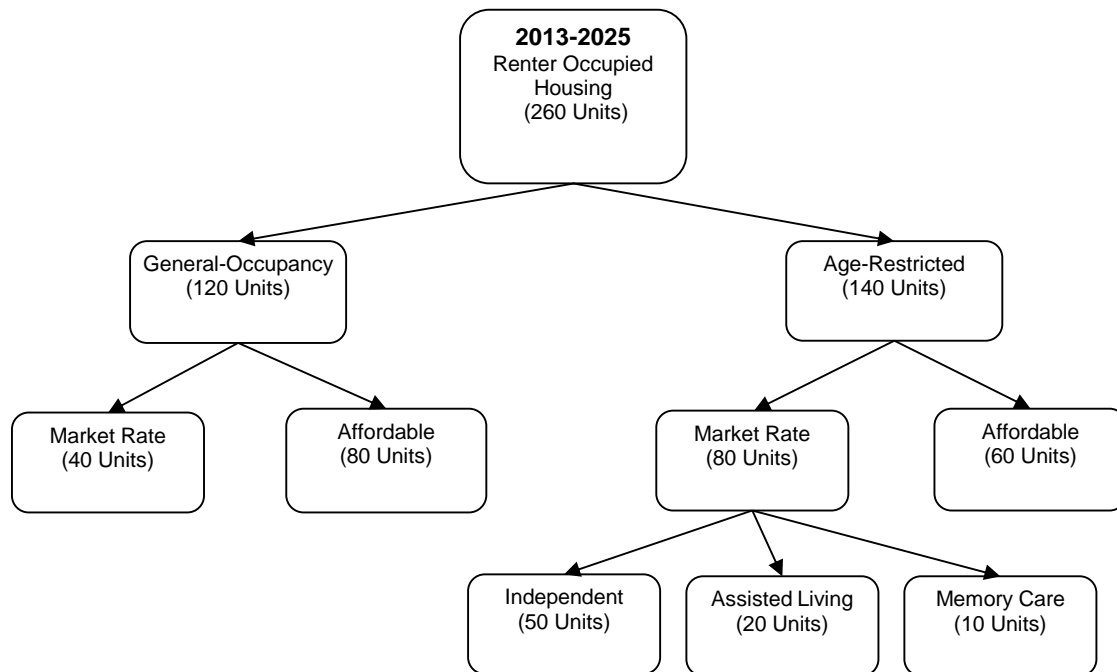 2013-2025
Renter Occupied
Housing
(260 Units)
General-Occupancy
(120 Units)
Age-Restricted
(140 Units)
Market Rate
(40 Units)
Affordable
(80 Units)
Market Rate
(80 Units)
Affordable
(60 Units)
Independent
(50 Units)
Assisted Living
(20 Units)
Memory Care
(10 Units)